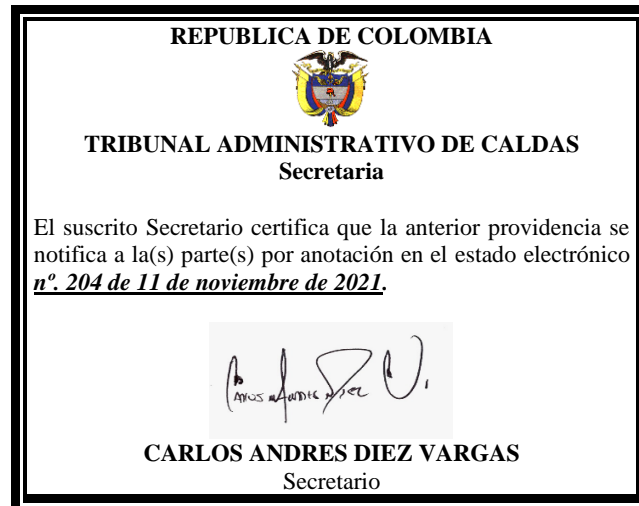 REPUBLICA DE COLOMBIA
TRIBUNAL ADMINISTRATIVO DE CALDAS
Secretaria
El suscrito Secretario certifica que la anterior providencia se
notifica a la(s) parte(s) por anotación en el estado electrónico
nº. 204 de 11 de noviembre de 2021.
CARLOS ANDRES DIEZ VARGAS
Secretario